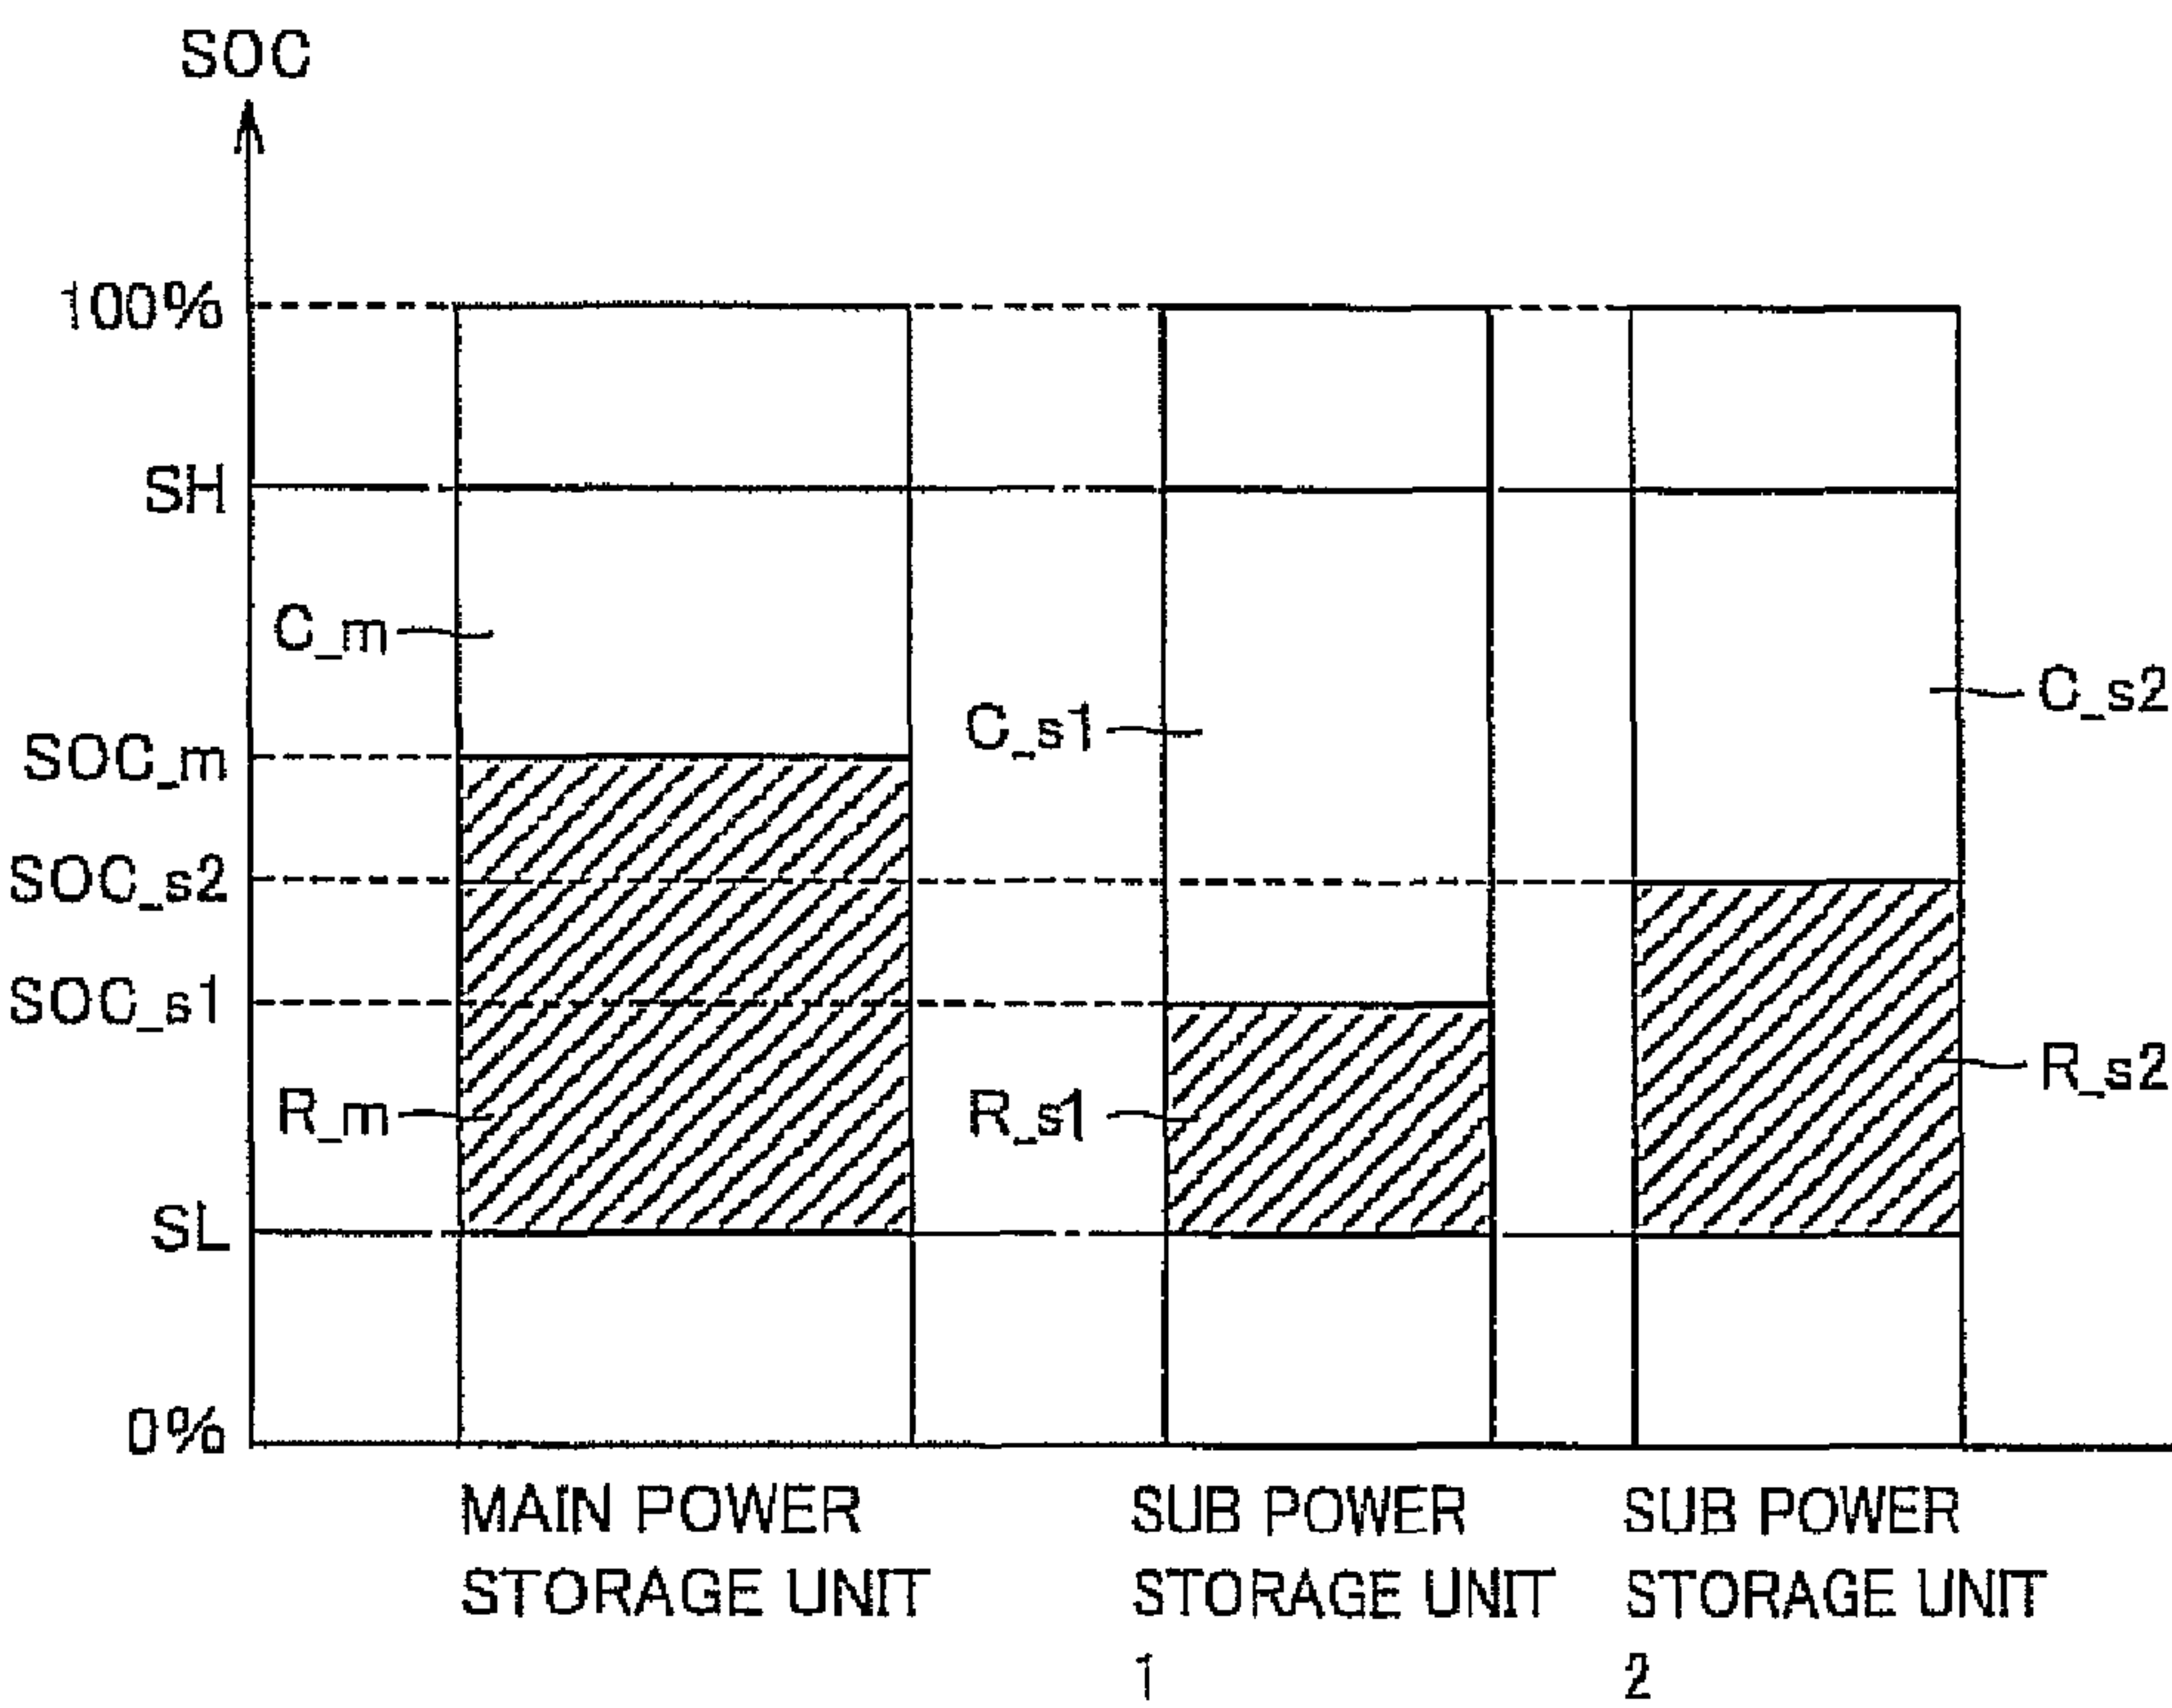 SOC
100%
SH
C_m
C_s2
C_s1
SOC_m
SOC_s2
SOC_s1
R_s2
R_m
R_s1
SL
0%
MAIN POWER
STORAGE UNIT
SUB POWER
STORAGE UNIT
1
SUB POWER
STORAGE UNIT
2